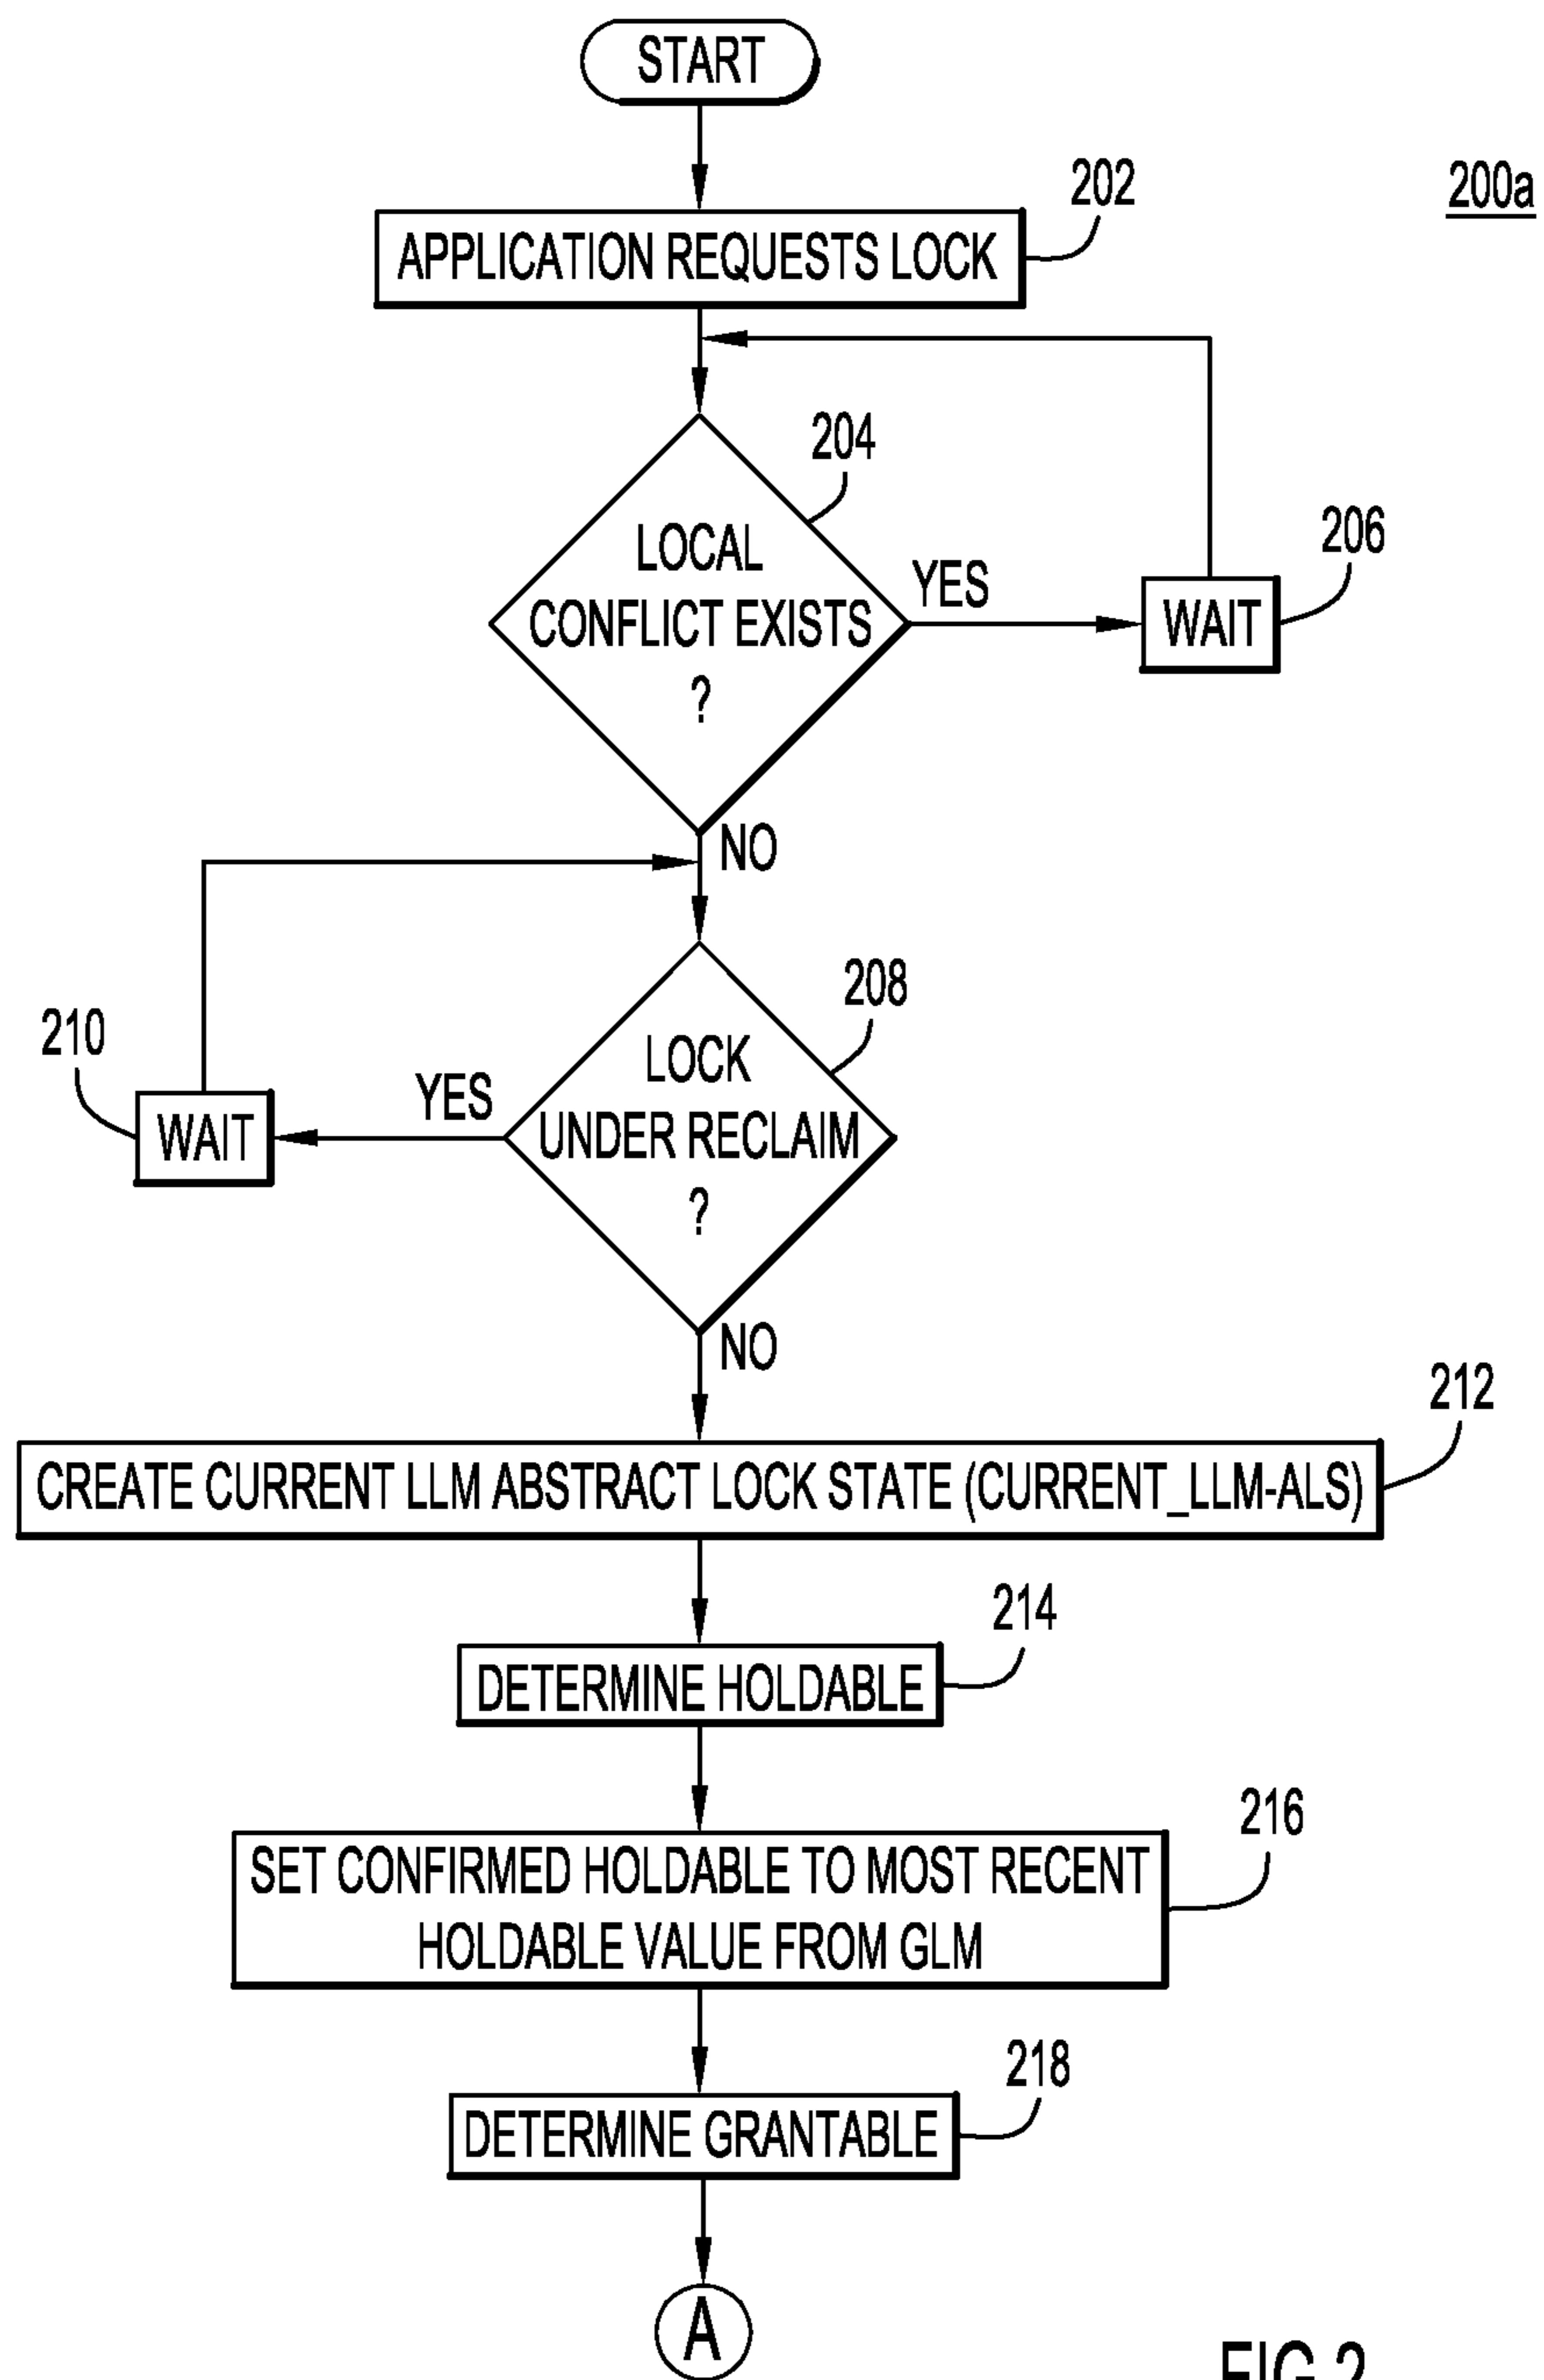 START
202
200a
APPLICATION REQUESTS LOCK
204
LOCAL
CONFLICT EXISTS
?
YES
206
WAIT
NO
208
210
LOCK
UNDER RECLAIM
?
YES
WAIT
NO
212
CREATE CURRENT LLM ABSTRACT LOCK STATE (CURRENT_LLM-ALS)
214
DETERMINE HOLDABLE
216
SET CONFIRMED HOLDABLE TO MOST RECENT
HOLDABLE VALUE FROM GLM
218
DETERMINE GRANTABLE
A
FIG.2